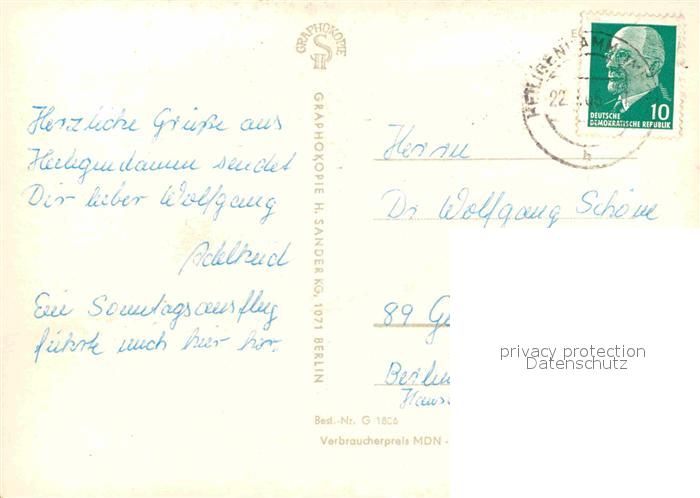 GRAPHOKOPIE
HEILIGENDAMM
22.
10
DEUTSCHE
DEMOKRATISCHE REPUBLIK
h
Herzliche Grüße aus
Heiligendamm sendet
Dir lieber Wolfgang
Adelheid
Ein Sonntagsausflug
führte mich hier her.
GRAPHOKOPIE H. SANDER KG, 1071 BERLIN
Herrn
Dr Wolfgang Schöne
89 G
Berlin
privacy protection
Datenschutz
Best.-Nr. G 1806
Verbraucherpreis MDN -